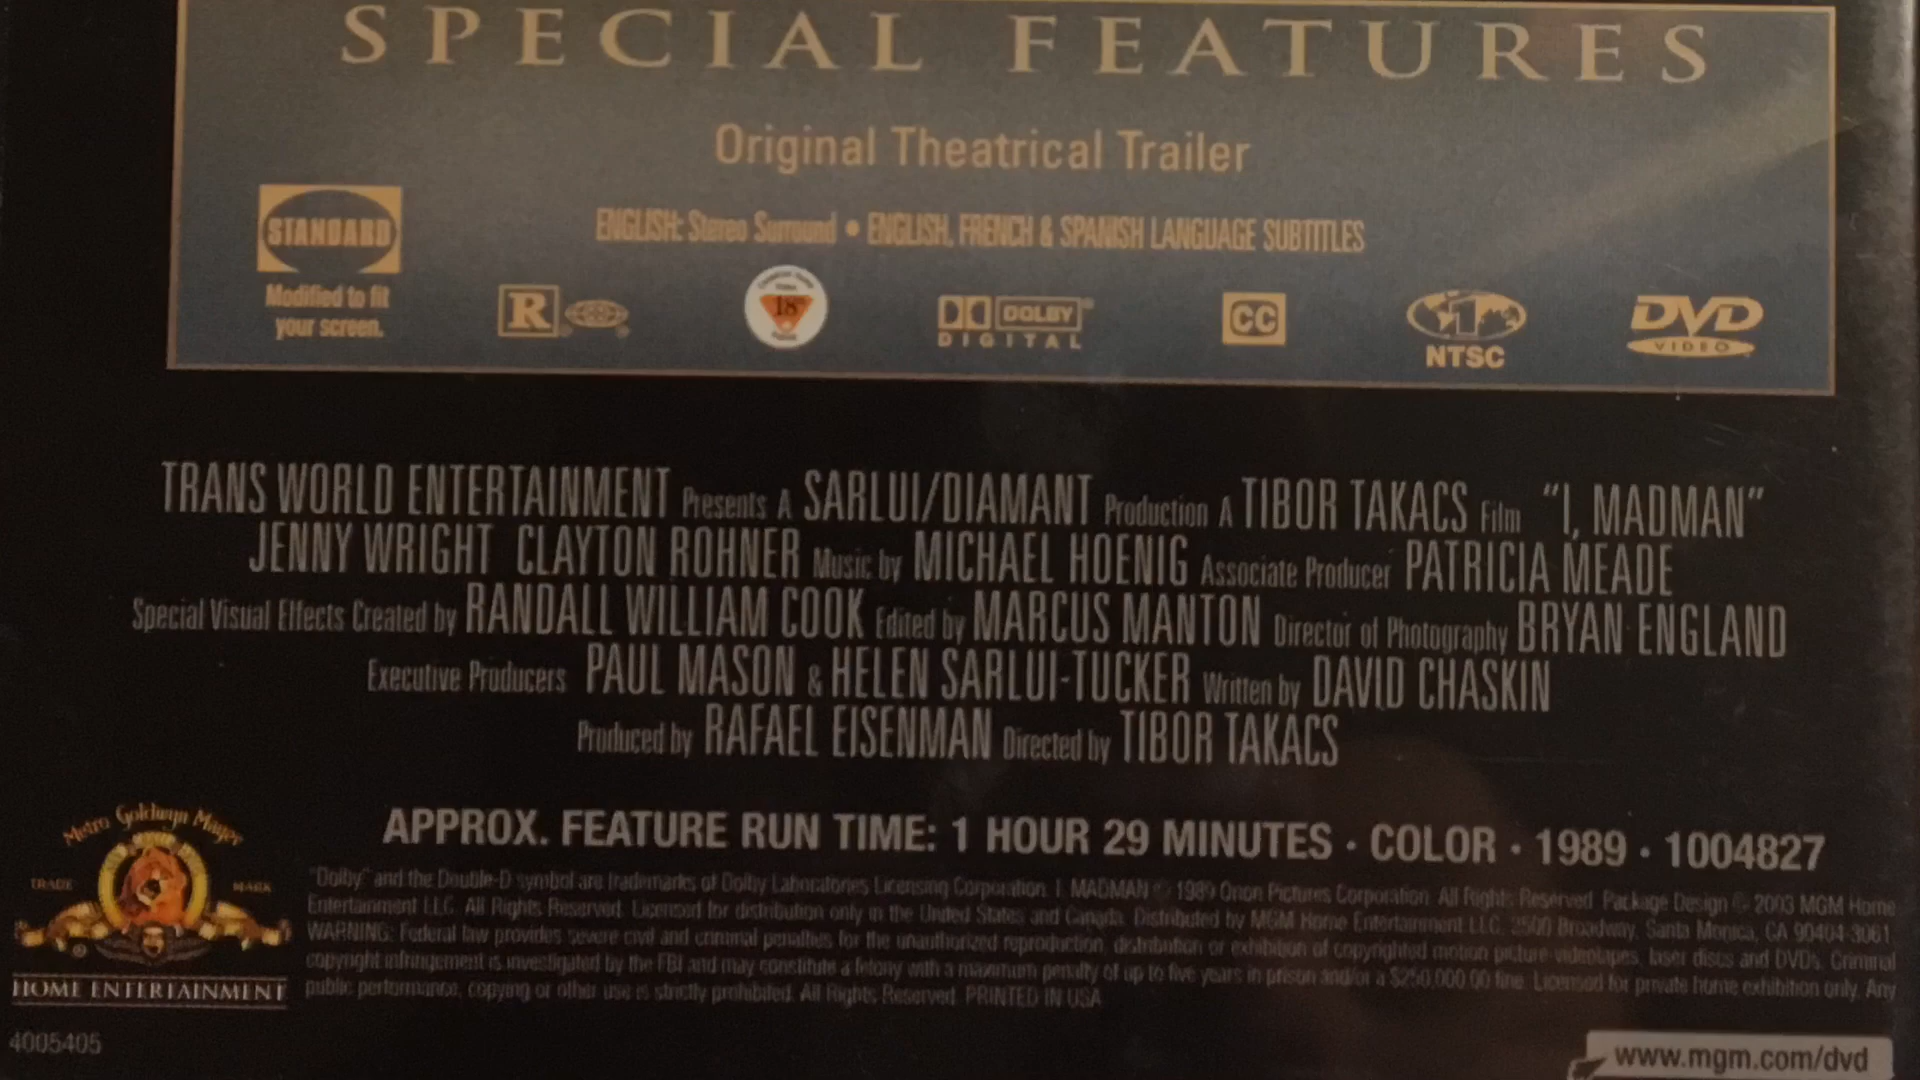 SPECIAL FEATURES
Original Theatrical Trailer
STANDARD
Modified to fit
your screen.
ENGLISH: Stereo Surround • ENGLISH, FRENCH & SPANISH LANGUAGE SUBTITLES
R
18
DOLBY
DIGITAL
CC
1
NTSC
DVD
VIDEO
TRANS WORLD ENTERTAINMENT Presents A SARLUI/DIAMANT Production A TIBOR TAKACS Film "I, MADMAN"
JENNY WRIGHT CLAYTON ROHNER Music by MICHAEL HOENIG Associate Producer PATRICIA MEADE
Special Visual Effects Created by RANDALL WILLIAM COOK Edited by MARCUS MANTON Director of Photography BRYAN ENGLAND
Executive Producers PAUL MASON & HELEN SARLUI-TUCKER Written by DAVID CHASKIN
Produced by RAFAEL EISENMAN Directed by TIBOR TAKACS
Metro Goldwyn Mayer
TRADE MARK
HOME ENTERTAINMENT
APPROX. FEATURE RUN TIME: 1 HOUR 29 MINUTES · COLOR · 1989 · 1004827
"Dolby" and the Double-D symbol are trademarks of Dolby Laboratories Licensing Corporation. I, MADMAN © 1989 Orion Pictures Corporation. All Rights Reserved. Package Design © 2003 MGM Home
Entertainment LLC. All Rights Reserved. Licensed for distribution only in the United States and Canada. Distributed by MGM Home Entertainment LLC, 2500 Broadway, Santa Monica, CA 90404-3061.
WARNING: Federal law provides severe civil and criminal penalties for the unauthorized reproduction, distribution or exhibition of copyrighted motion picture videotapes, laser discs and DVDs. Criminal
copyright infringement is investigated by the FBI and may constitute a felony with a maximum penalty of up to five years in prison and/or a $250,000.00 fine. Licensed for private home exhibition only. Any
public performance, copying or other use is strictly prohibited. All Rights Reserved. PRINTED IN USA
4005405
www.mgm.com/dvd